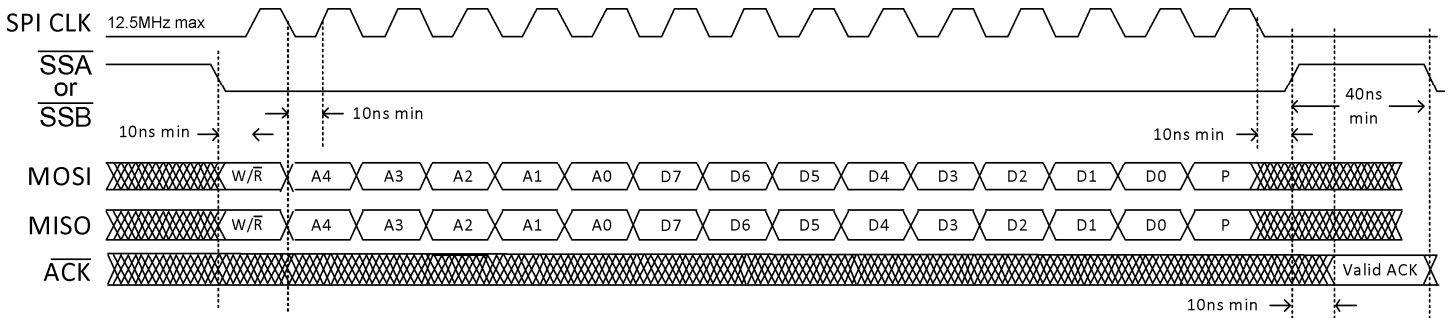 SPI CLK 12.5MHz max
SSA
or
SSB
10ns min
10ns min
10ns min
40ns
min
MOSI W/R A4 A3 A2 A1 A0 D7 D6 D5 D4 D3 D2 D1 D0 P
MISO W/R A4 A3 A2 A1 A0 D7 D6 D5 D4 D3 D2 D1 D0 P
ACK Valid ACK
10ns min